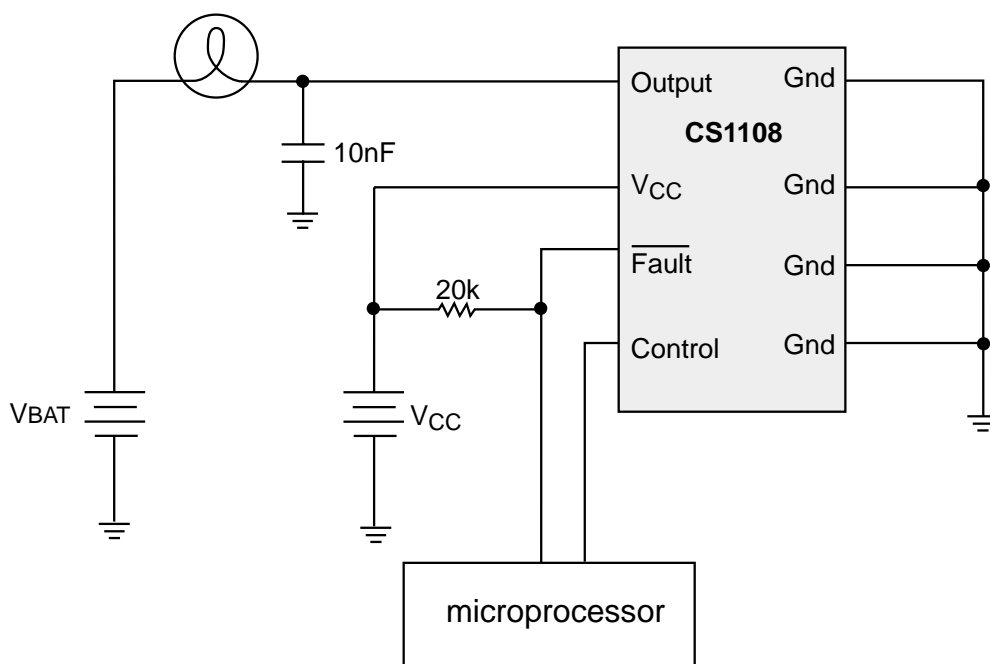 Output
Gnd
CS1108
10nF
VCC
Gnd
Fault
Gnd
20k
Control
Gnd
VBAT
VCC
microprocessor